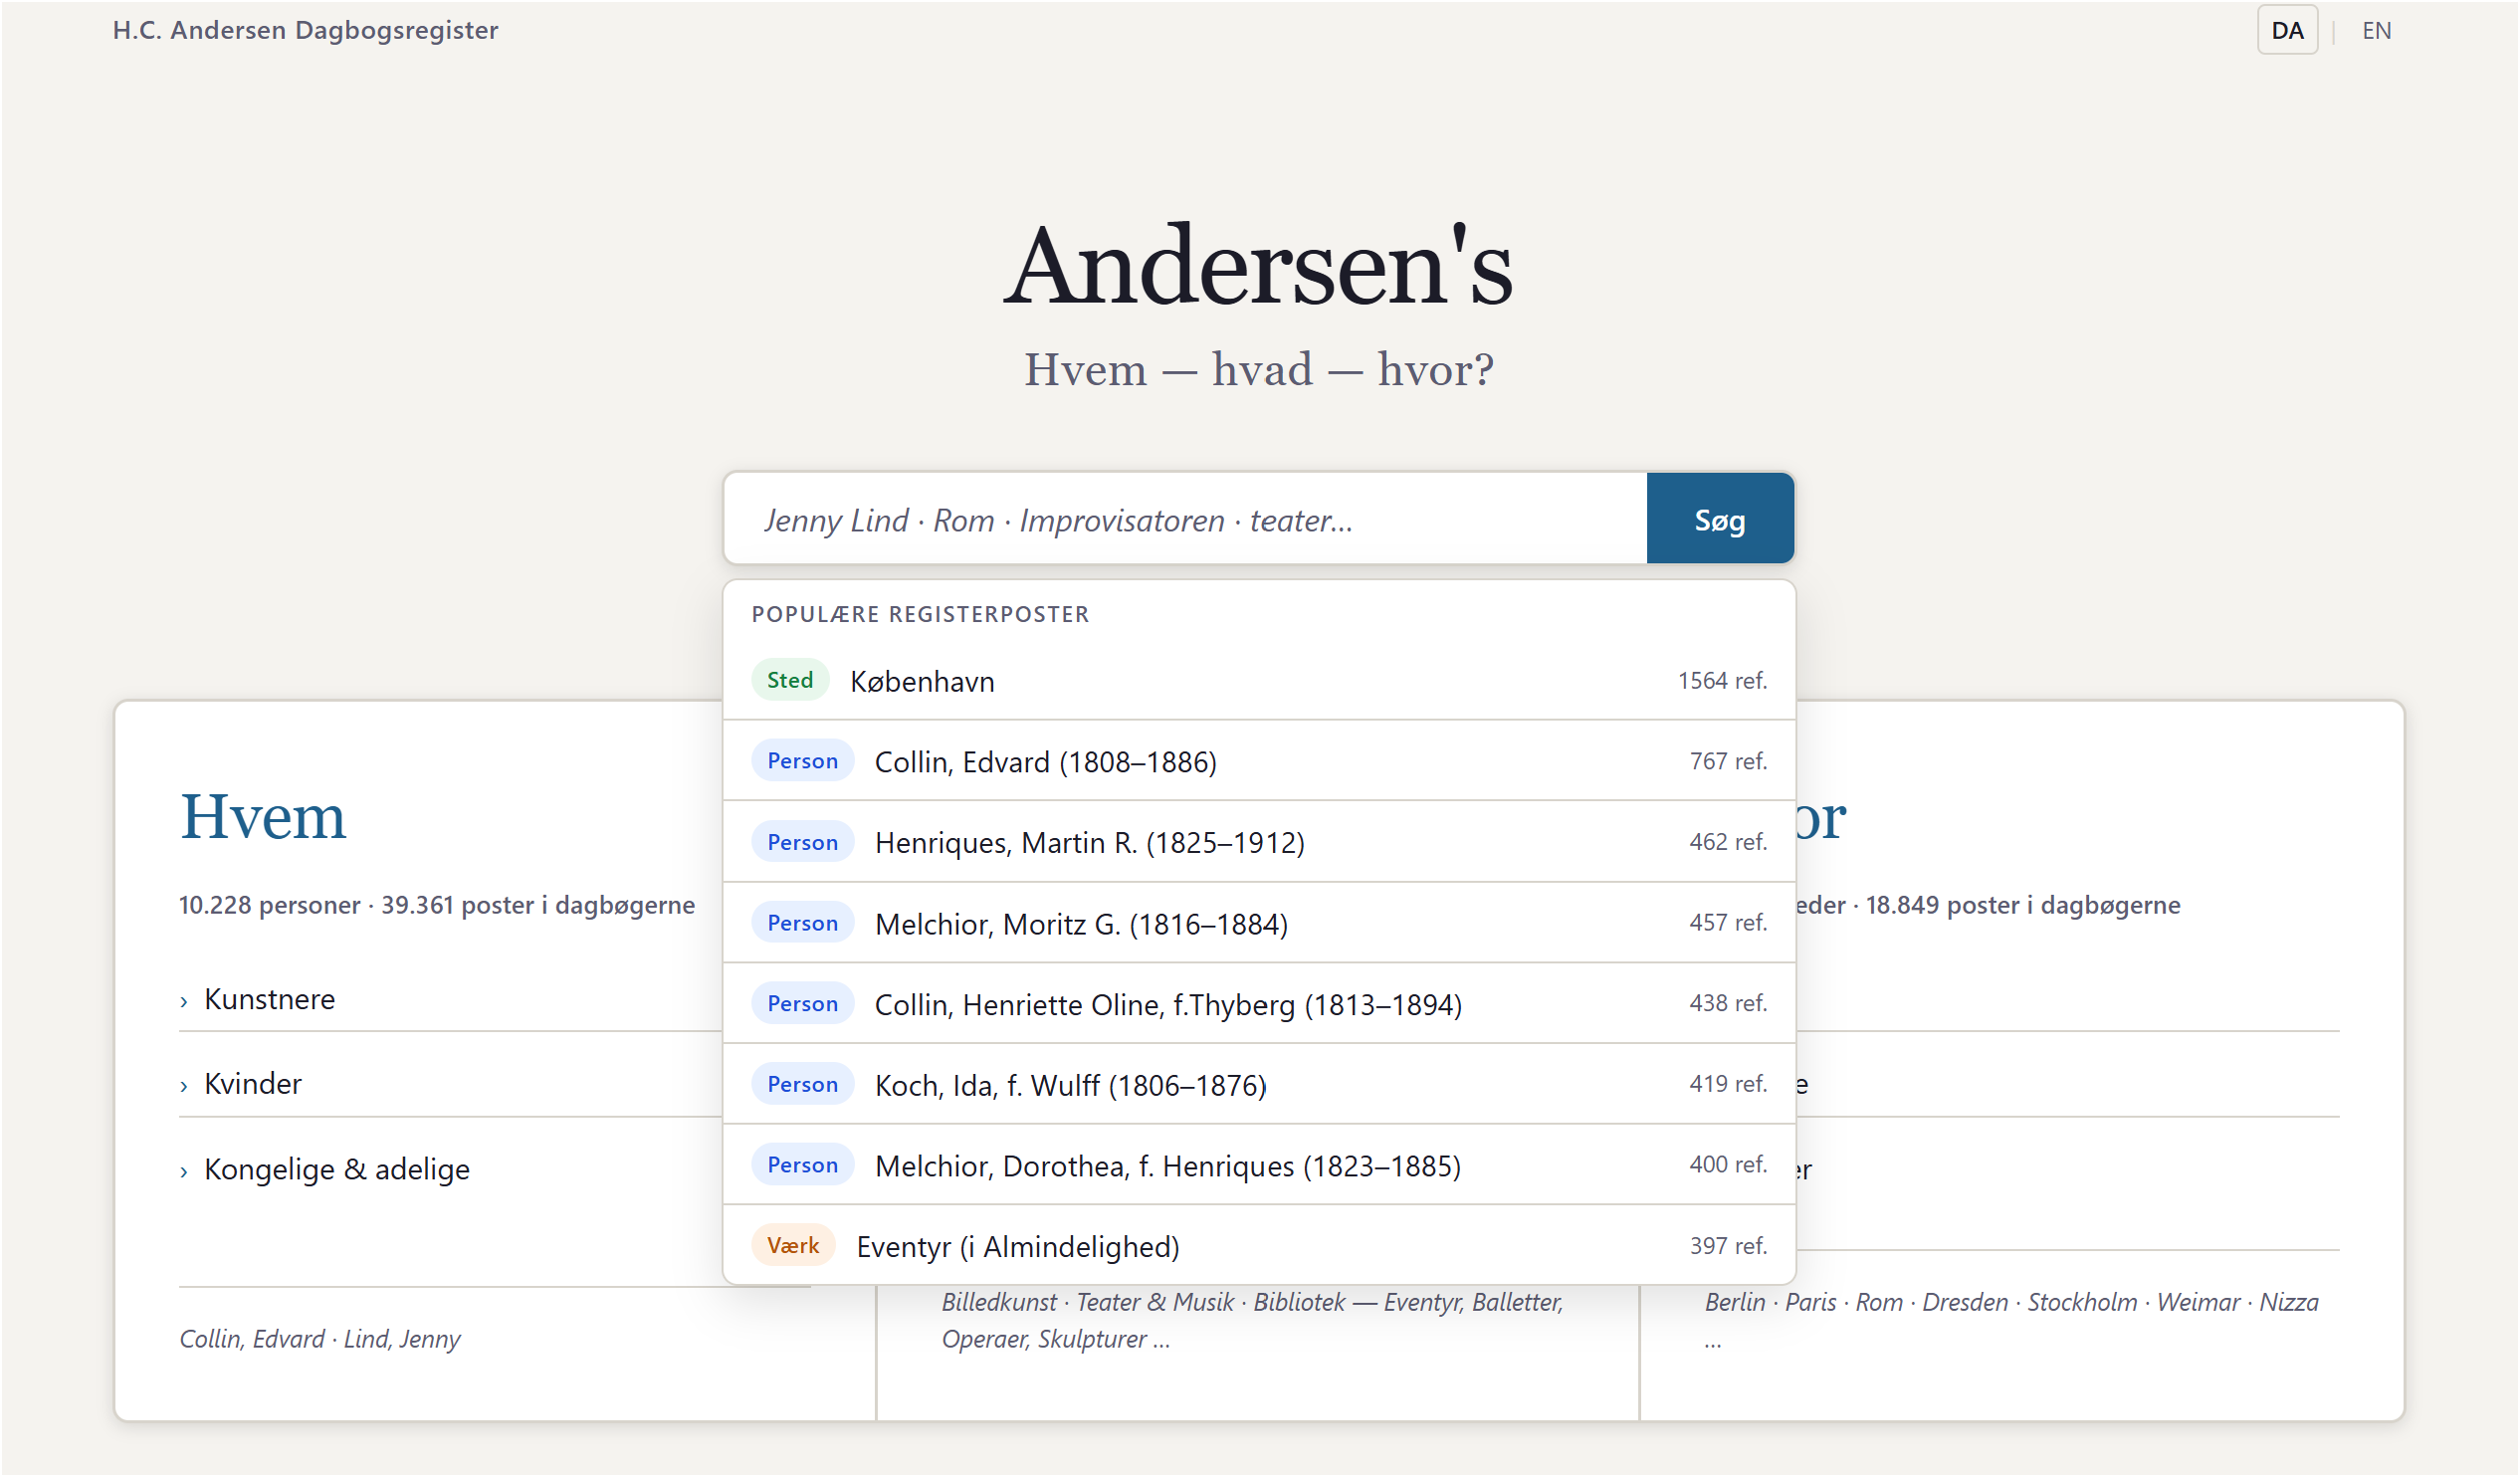 H.C. Andersen Dagbogsregister
DA | EN
Andersen's
Hvem — hvad — hvor?
Jenny Lind · Rom · Improvisatoren · teater...
Søg
POPULÆRE REGISTERPOSTER
Sted København 1564 ref.
Person Collin, Edvard (1808–1886) 767 ref.
Person Henriques, Martin R. (1825–1912) 462 ref.
Person Melchior, Moritz G. (1816–1884) 457 ref.
Person Collin, Henriette Oline, f.Thyberg (1813–1894) 438 ref.
Person Koch, Ida, f. Wulff (1806–1876) 419 ref.
Person Melchior, Dorothea, f. Henriques (1823–1885) 400 ref.
Værk Eventyr (i Almindelighed) 397 ref.
Hvem
10.228 personer · 39.361 poster i dagbøgerne
› Kunstnere
› Kvinder
› Kongelige & adelige
Collin, Edvard · Lind, Jenny
Billedkunst · Teater & Musik · Bibliotek — Eventyr, Balletter,
Operaer, Skulpturer ...
or
eder · 18.849 poster i dagbøgerne
e
er
Berlin · Paris · Rom · Dresden · Stockholm · Weimar · Nizza
...